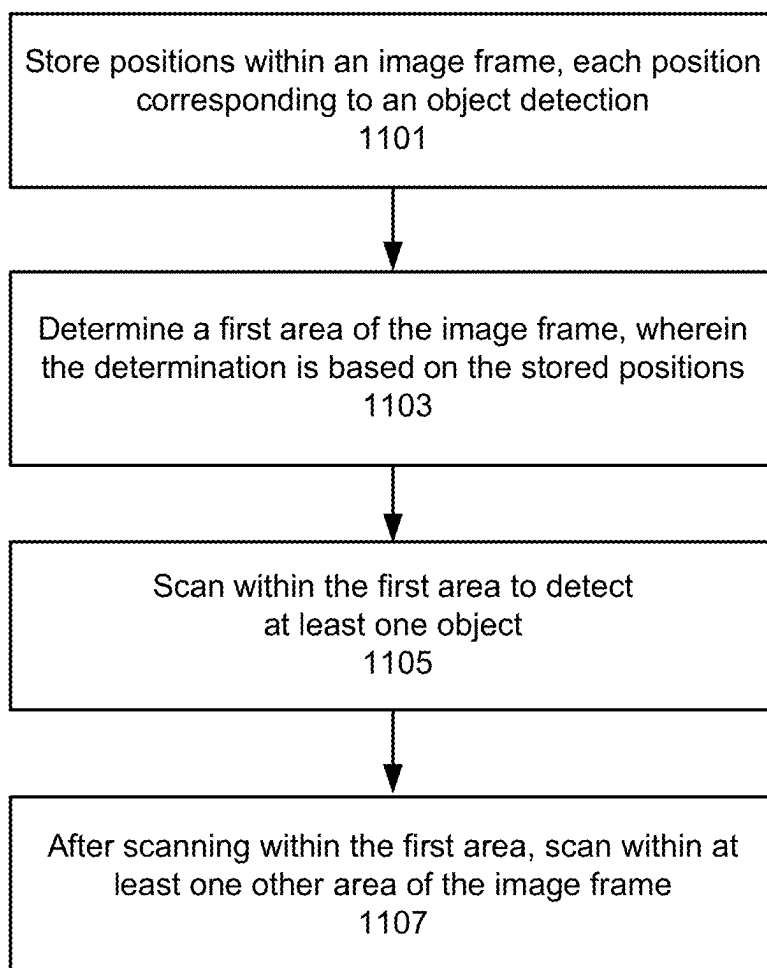 Store positions within an image frame, each position
corresponding to an object detection
1101
Determine a first area of the image frame, wherein
the determination is based on the stored positions
1103
Scan within the first area to detect
at least one object
1105
After scanning within the first area, scan within at
least one other area of the image frame
1107